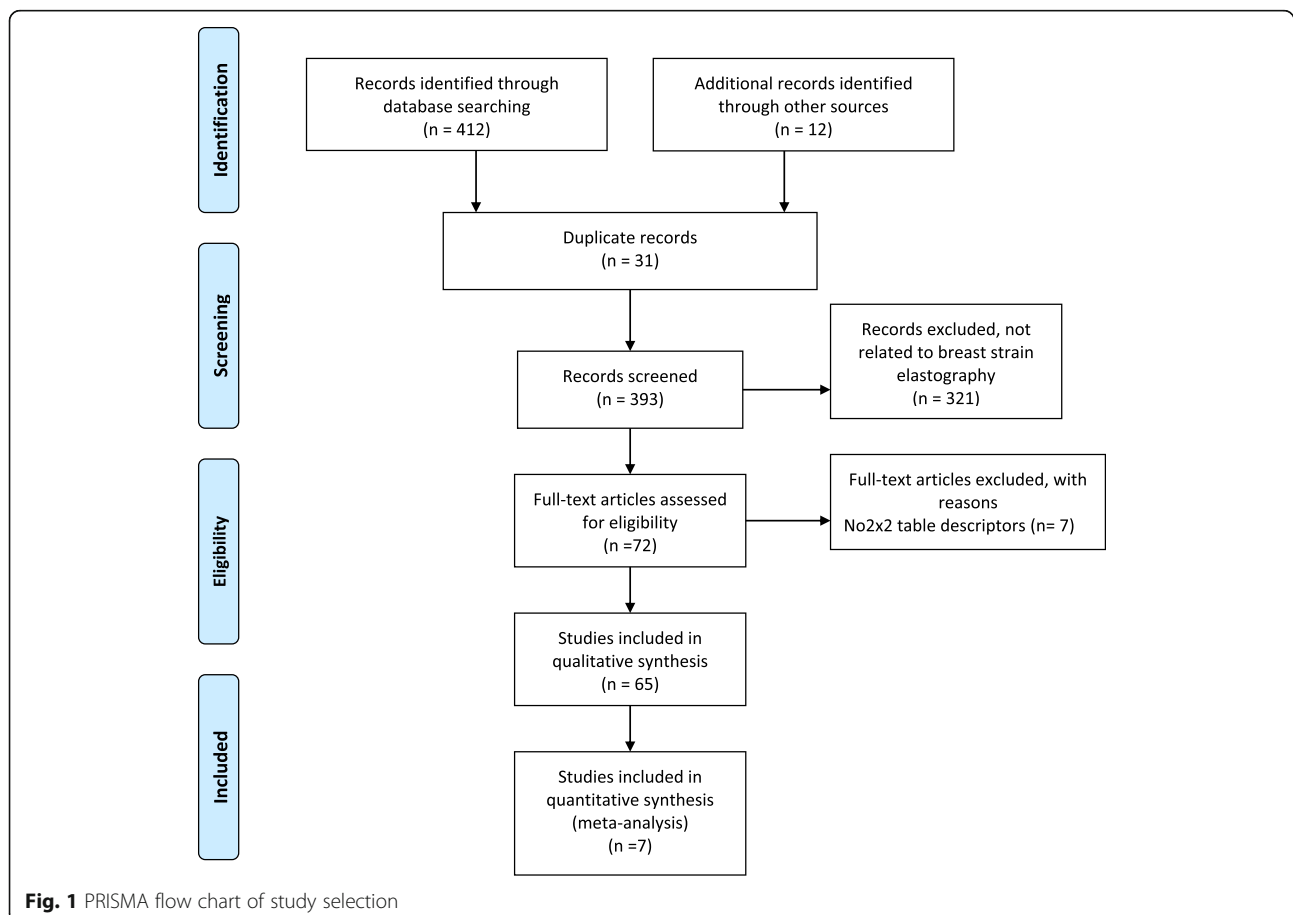 Identification
Records identified through
database searching
(n = 412)
Additional records identified
through other sources
(n = 12)
Duplicate records
(n = 31)
Screening
Records screened
(n = 393)
Records excluded, not
related to breast strain
elastography
(n = 321)
Eligibility
Full-text articles assessed
for eligibility
(n =72)
Full-text articles excluded, with
reasons
No2x2 table descriptors (n= 7)
Studies included in
qualitative synthesis
(n = 65)
Included
Studies included in
quantitative synthesis
(meta-analysis)
(n =7)
Fig. 1 PRISMA flow chart of study selection